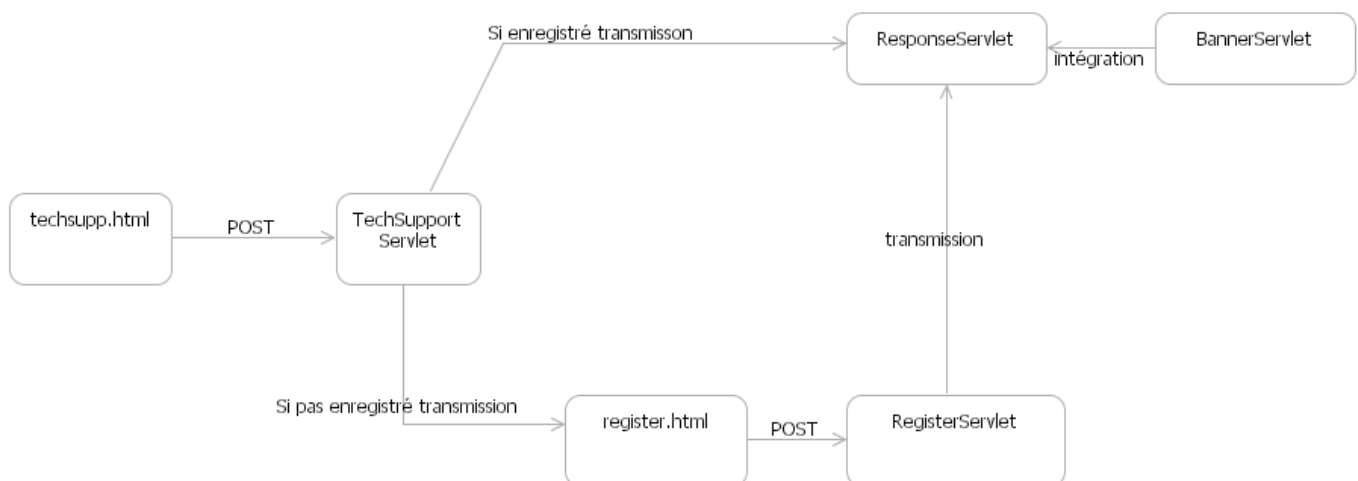 Si enregistré transmisson
ResponseServlet
BannerServlet
intégration
techsupp.html
POST
TechSupport
Servlet
transmission
Si pas enregistré transmission
register.html
POST
RegisterServlet